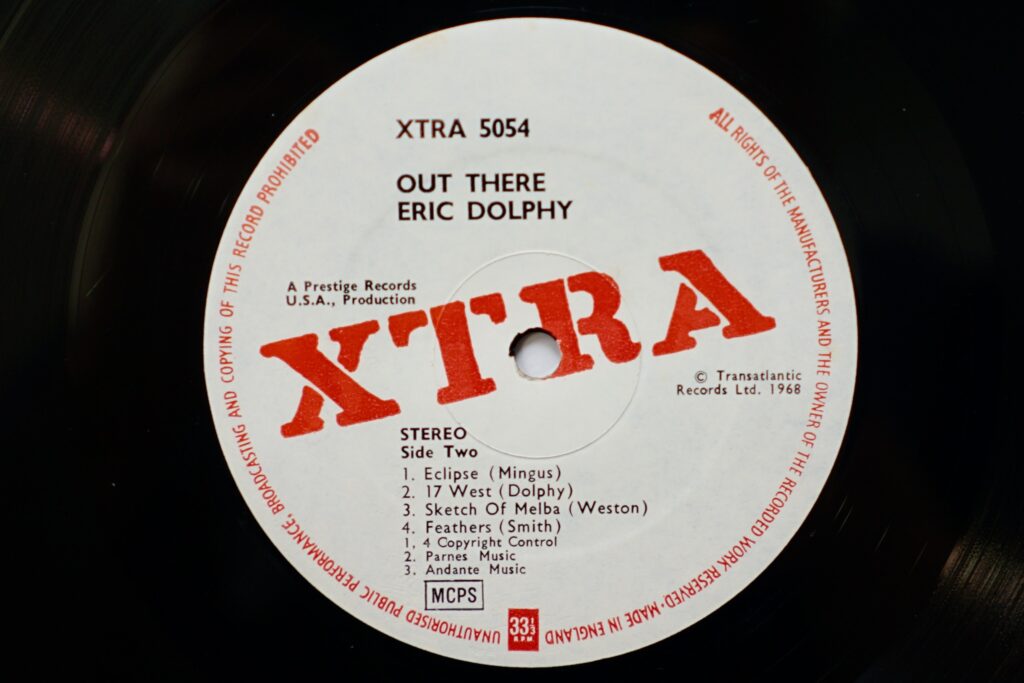 XTRA 5054
OUT THERE
ERIC DOLPHY
A Prestige Records
U.S.A., Production
XTRA
© Transatlantic
Records Ltd. 1968
STEREO
Side Two
1. Eclipse (Mingus)
2. 17 West (Dolphy)
3. Sketch Of Melba (Weston)
4. Feathers (Smith)
1, 4 Copyright Control
2. Parnes Music
3. Andante Music
MCPS
33 1/3
R.P.M.
ALL RIGHTS OF THE MANUFACTURERS AND THE OWNER OF THE RECORDED WORK RESERVED · MADE IN ENGLAND
UNAUTHORISED PUBLIC PERFORMANCE, BROADCASTING AND COPYING OF THIS RECORD PROHIBITED